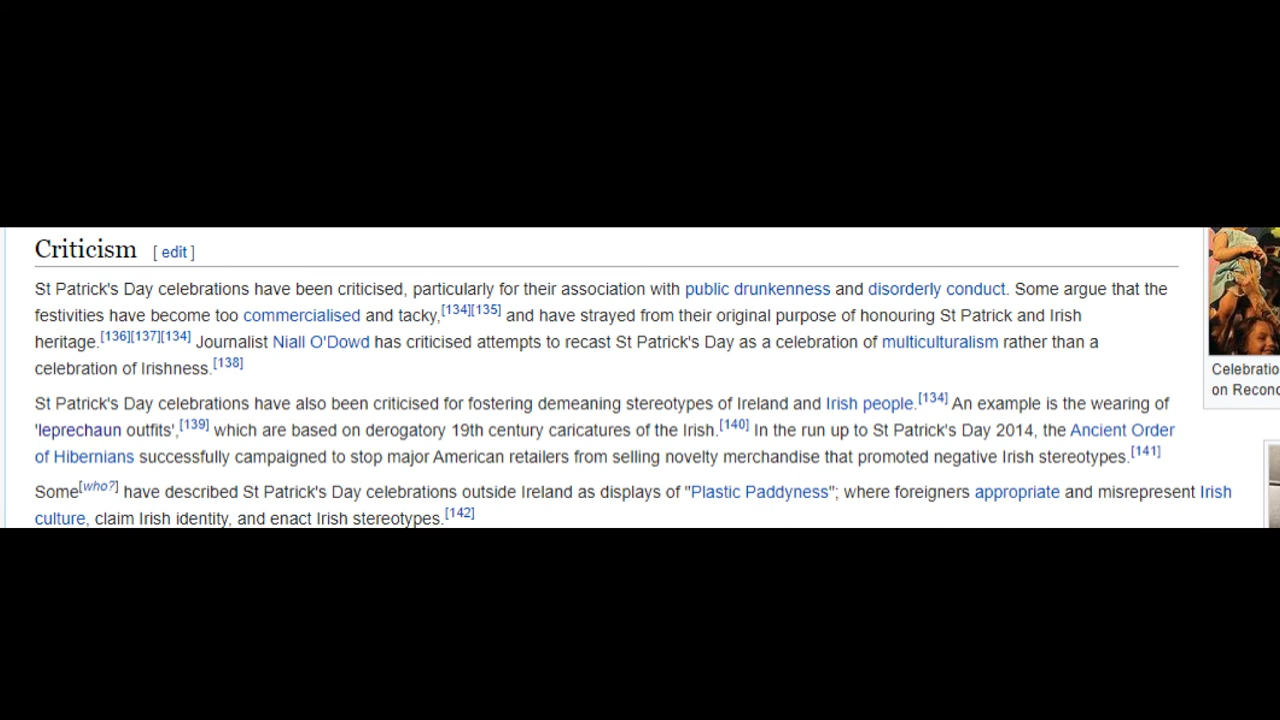 Criticism [ edit ]
St Patrick's Day celebrations have been criticised, particularly for their association with public drunkenness and disorderly conduct. Some argue that the
festivities have become too commercialised and tacky,[134][135] and have strayed from their original purpose of honouring St Patrick and Irish
heritage.[136][137][134] Journalist Niall O'Dowd has criticised attempts to recast St Patrick's Day as a celebration of multiculturalism rather than a
celebration of Irishness.[138]
St Patrick's Day celebrations have also been criticised for fostering demeaning stereotypes of Ireland and Irish people.[134] An example is the wearing of
'leprechaun outfits',[139] which are based on derogatory 19th century caricatures of the Irish.[140] In the run up to St Patrick's Day 2014, the Ancient Order
of Hibernians successfully campaigned to stop major American retailers from selling novelty merchandise that promoted negative Irish stereotypes.[141]
Some[who?] have described St Patrick's Day celebrations outside Ireland as displays of "Plastic Paddyness"; where foreigners appropriate and misrepresent Irish
culture, claim Irish identity, and enact Irish stereotypes.[142]
Celebratio
on Reconc